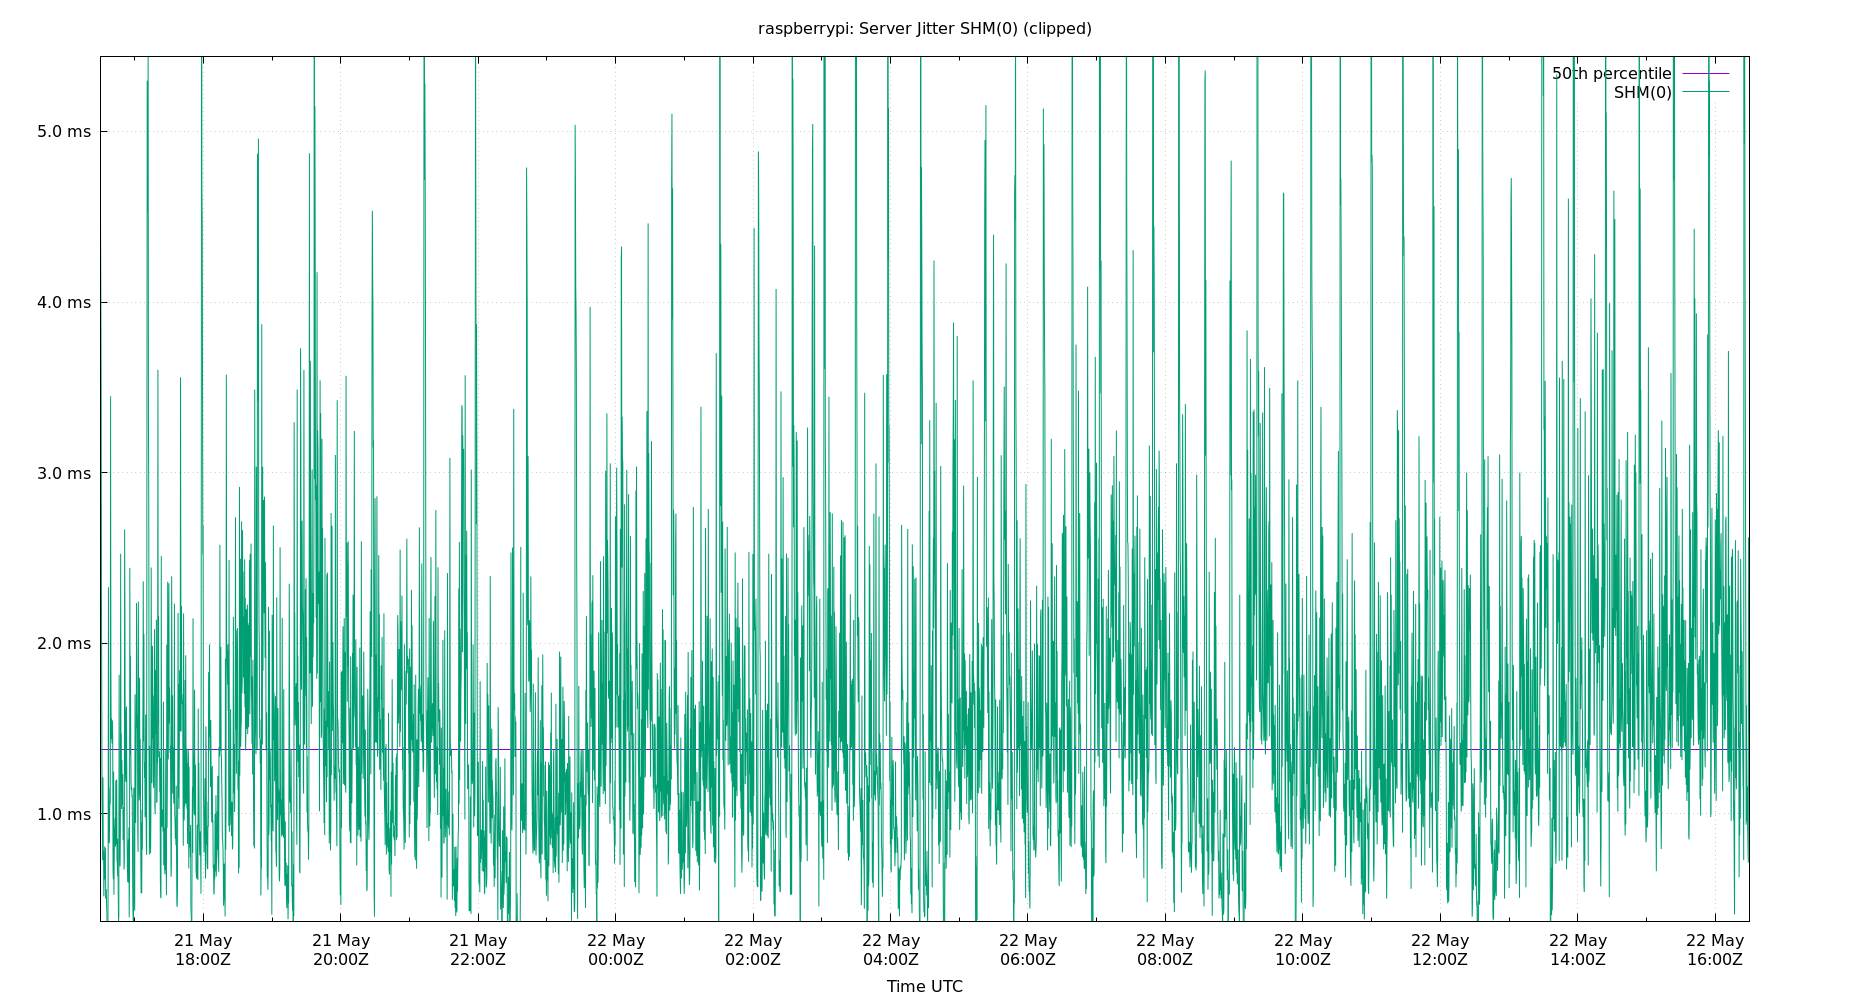 raspberrypi: Server Jitter SHM(0) (clipped)
50th percentile
SHM(0)
5.0 ms
4.0 ms
3.0 ms
2.0 ms
1.0 ms
21 May 21 May 21 May 22 May 22 May 22 May 22 May 22 May 22 May 22 May 22 May 22 May
18:00Z 20:00Z 22:00Z 00:00Z 02:00Z 04:00Z 06:00Z 08:00Z 10:00Z 12:00Z 14:00Z 16:00Z
Time UTC